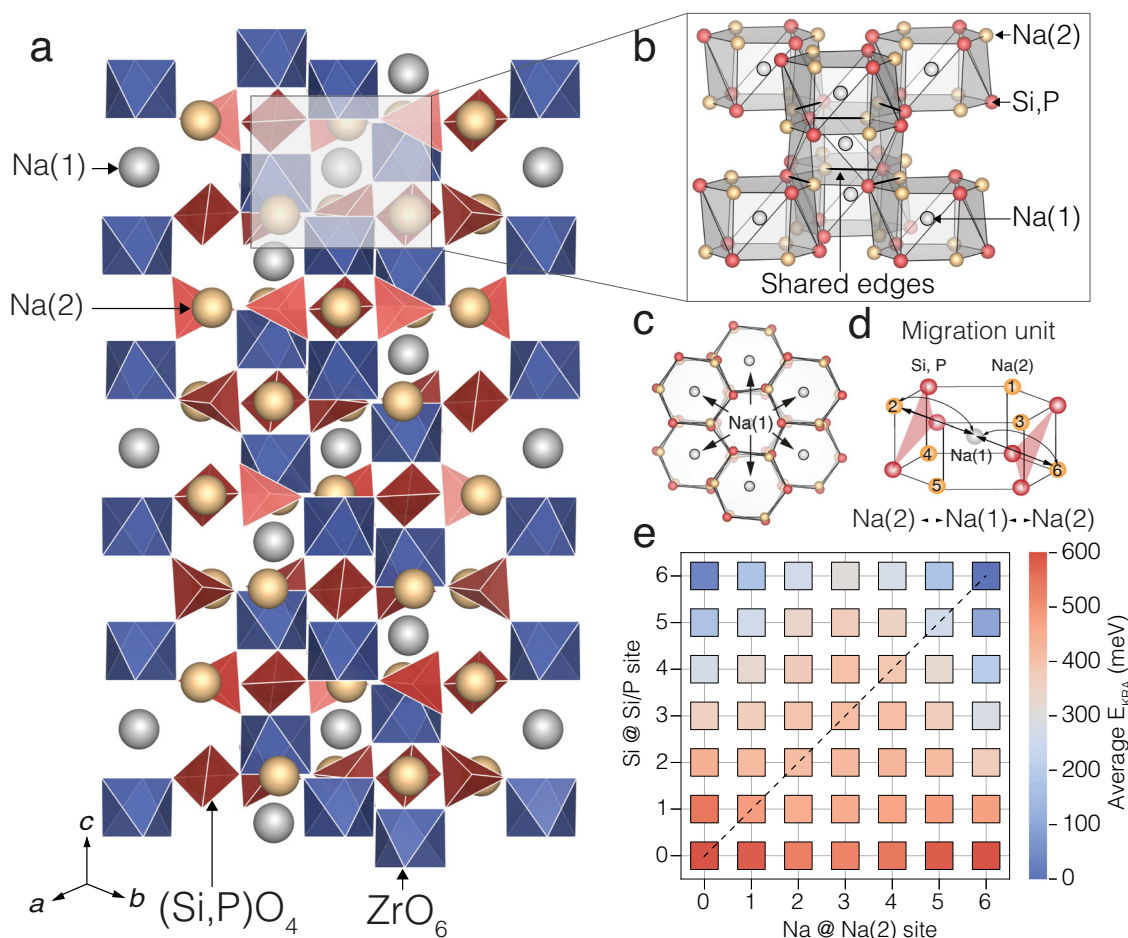 a
Na(1)
Na(2)
c
a
b
(Si,P)O4
ZrO6
b
Na(2)
Si,P
Na(1)
Shared edges
c
Na(1)
d
Migration unit
Si, P
Na(2)
1
2
3
Na(1)
4
6
5
Na(2) Na(1) Na(2)
e
Si @ Si/P site
6
5
4
3
2
1
0
0 1 2 3 4 5 6
Na @ Na(2) site
600
500
400
300
200
100
0
Average EKRA (meV)